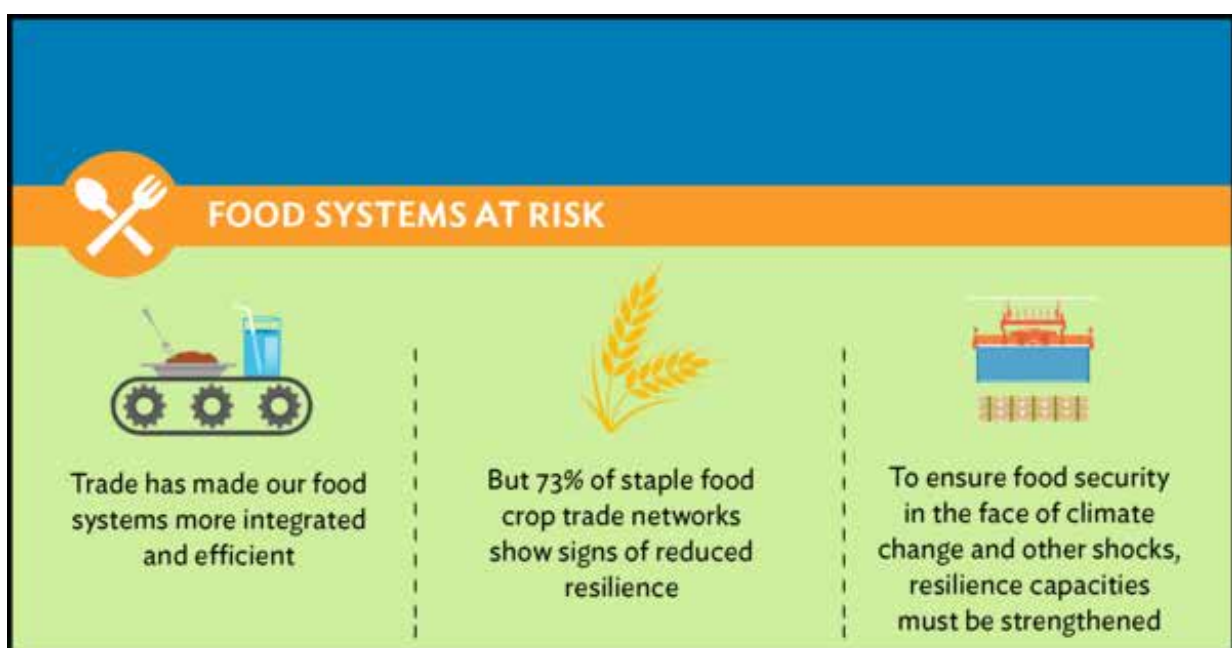 FOOD SYSTEMS AT RISK
Trade has made our food
systems more integrated
and efficient
But 73% of staple food
crop trade networks
show signs of reduced
resilience
To ensure food security
in the face of climate
change and other shocks,
resilience capacities
must be strengthened